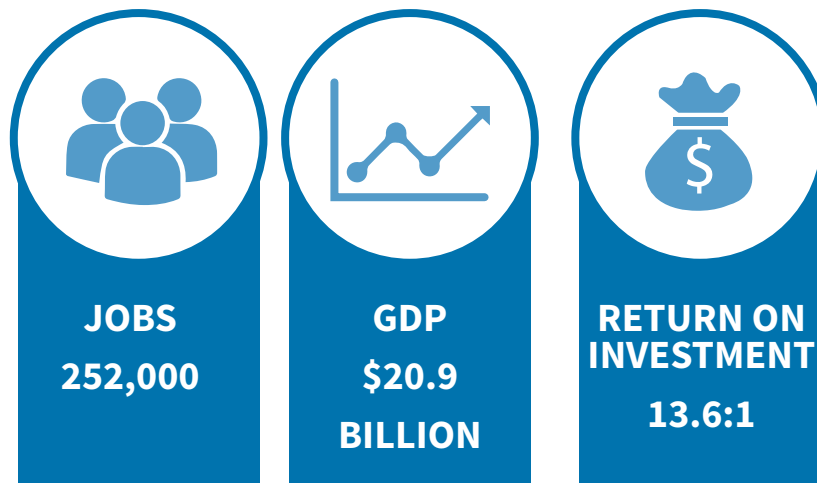 JOBS
252,000
GDP
$20.9
BILLION
RETURN ON
INVESTMENT
13.6:1
$